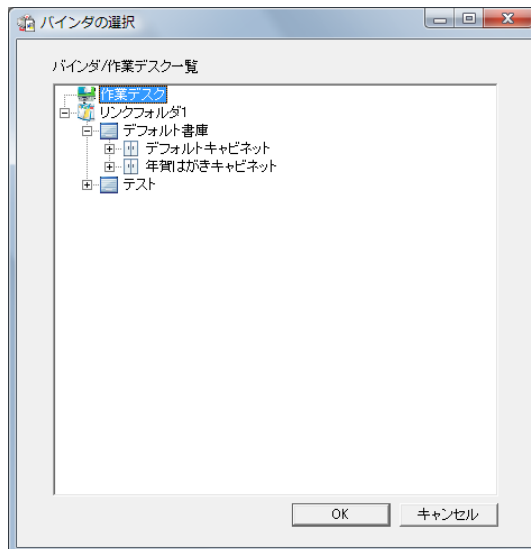 バインダの選択
バインダ/作業デスク一覧
作業デスク
リンクフォルダ1
デフォルト書庫
デフォルトキャビネット
年賀はがきキャビネット
テスト
OK
キャンセル